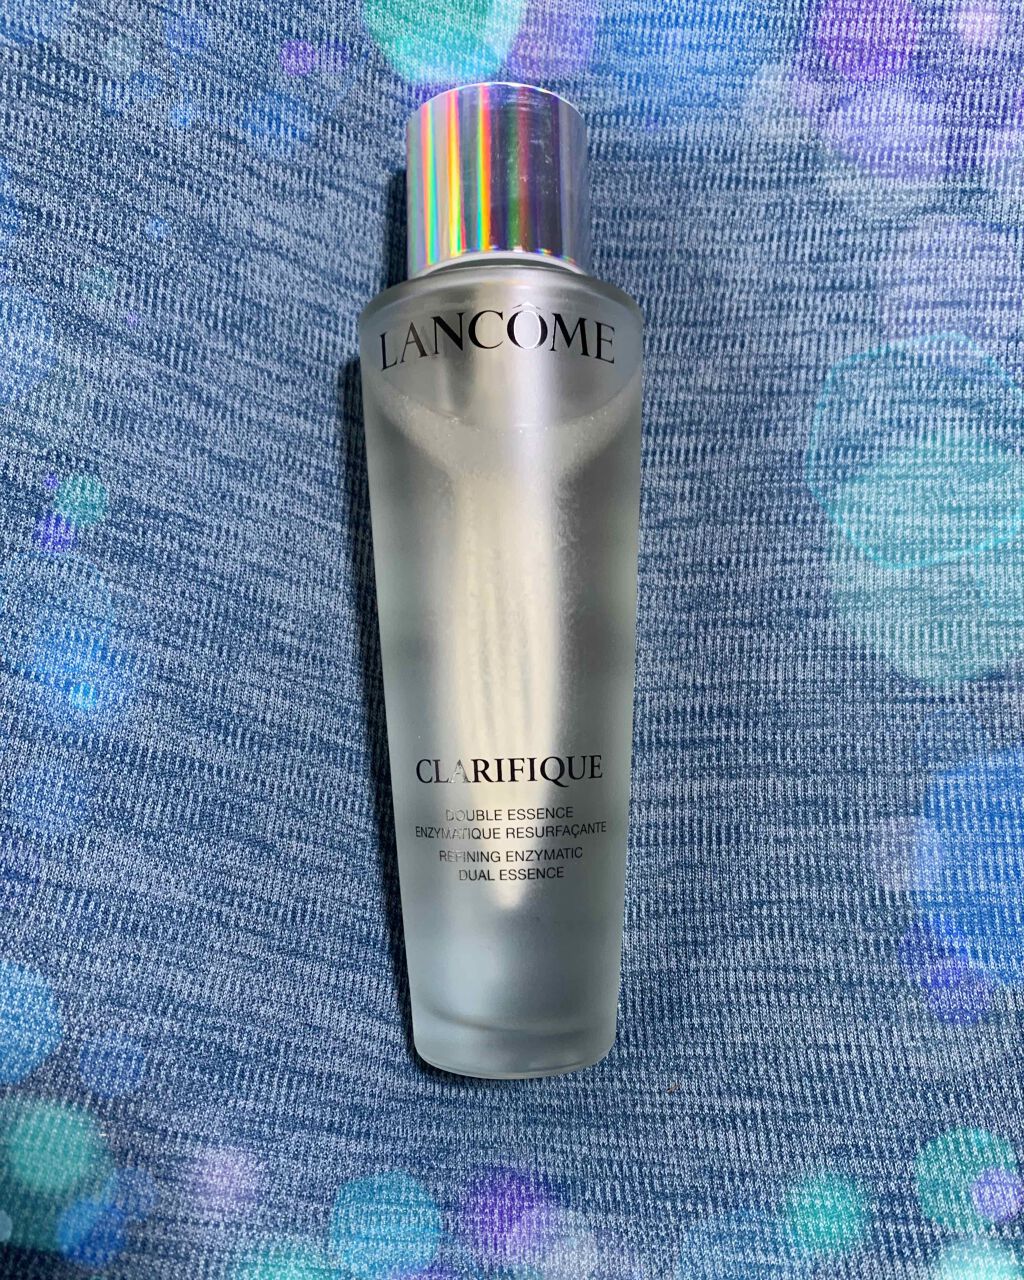 LANCÔME
CLARIFIQUE
DOUBLE ESSENCE
ENZYMATIQUE RESURFAÇANTE
REFINING ENZYMATIC
DUAL ESSENCE